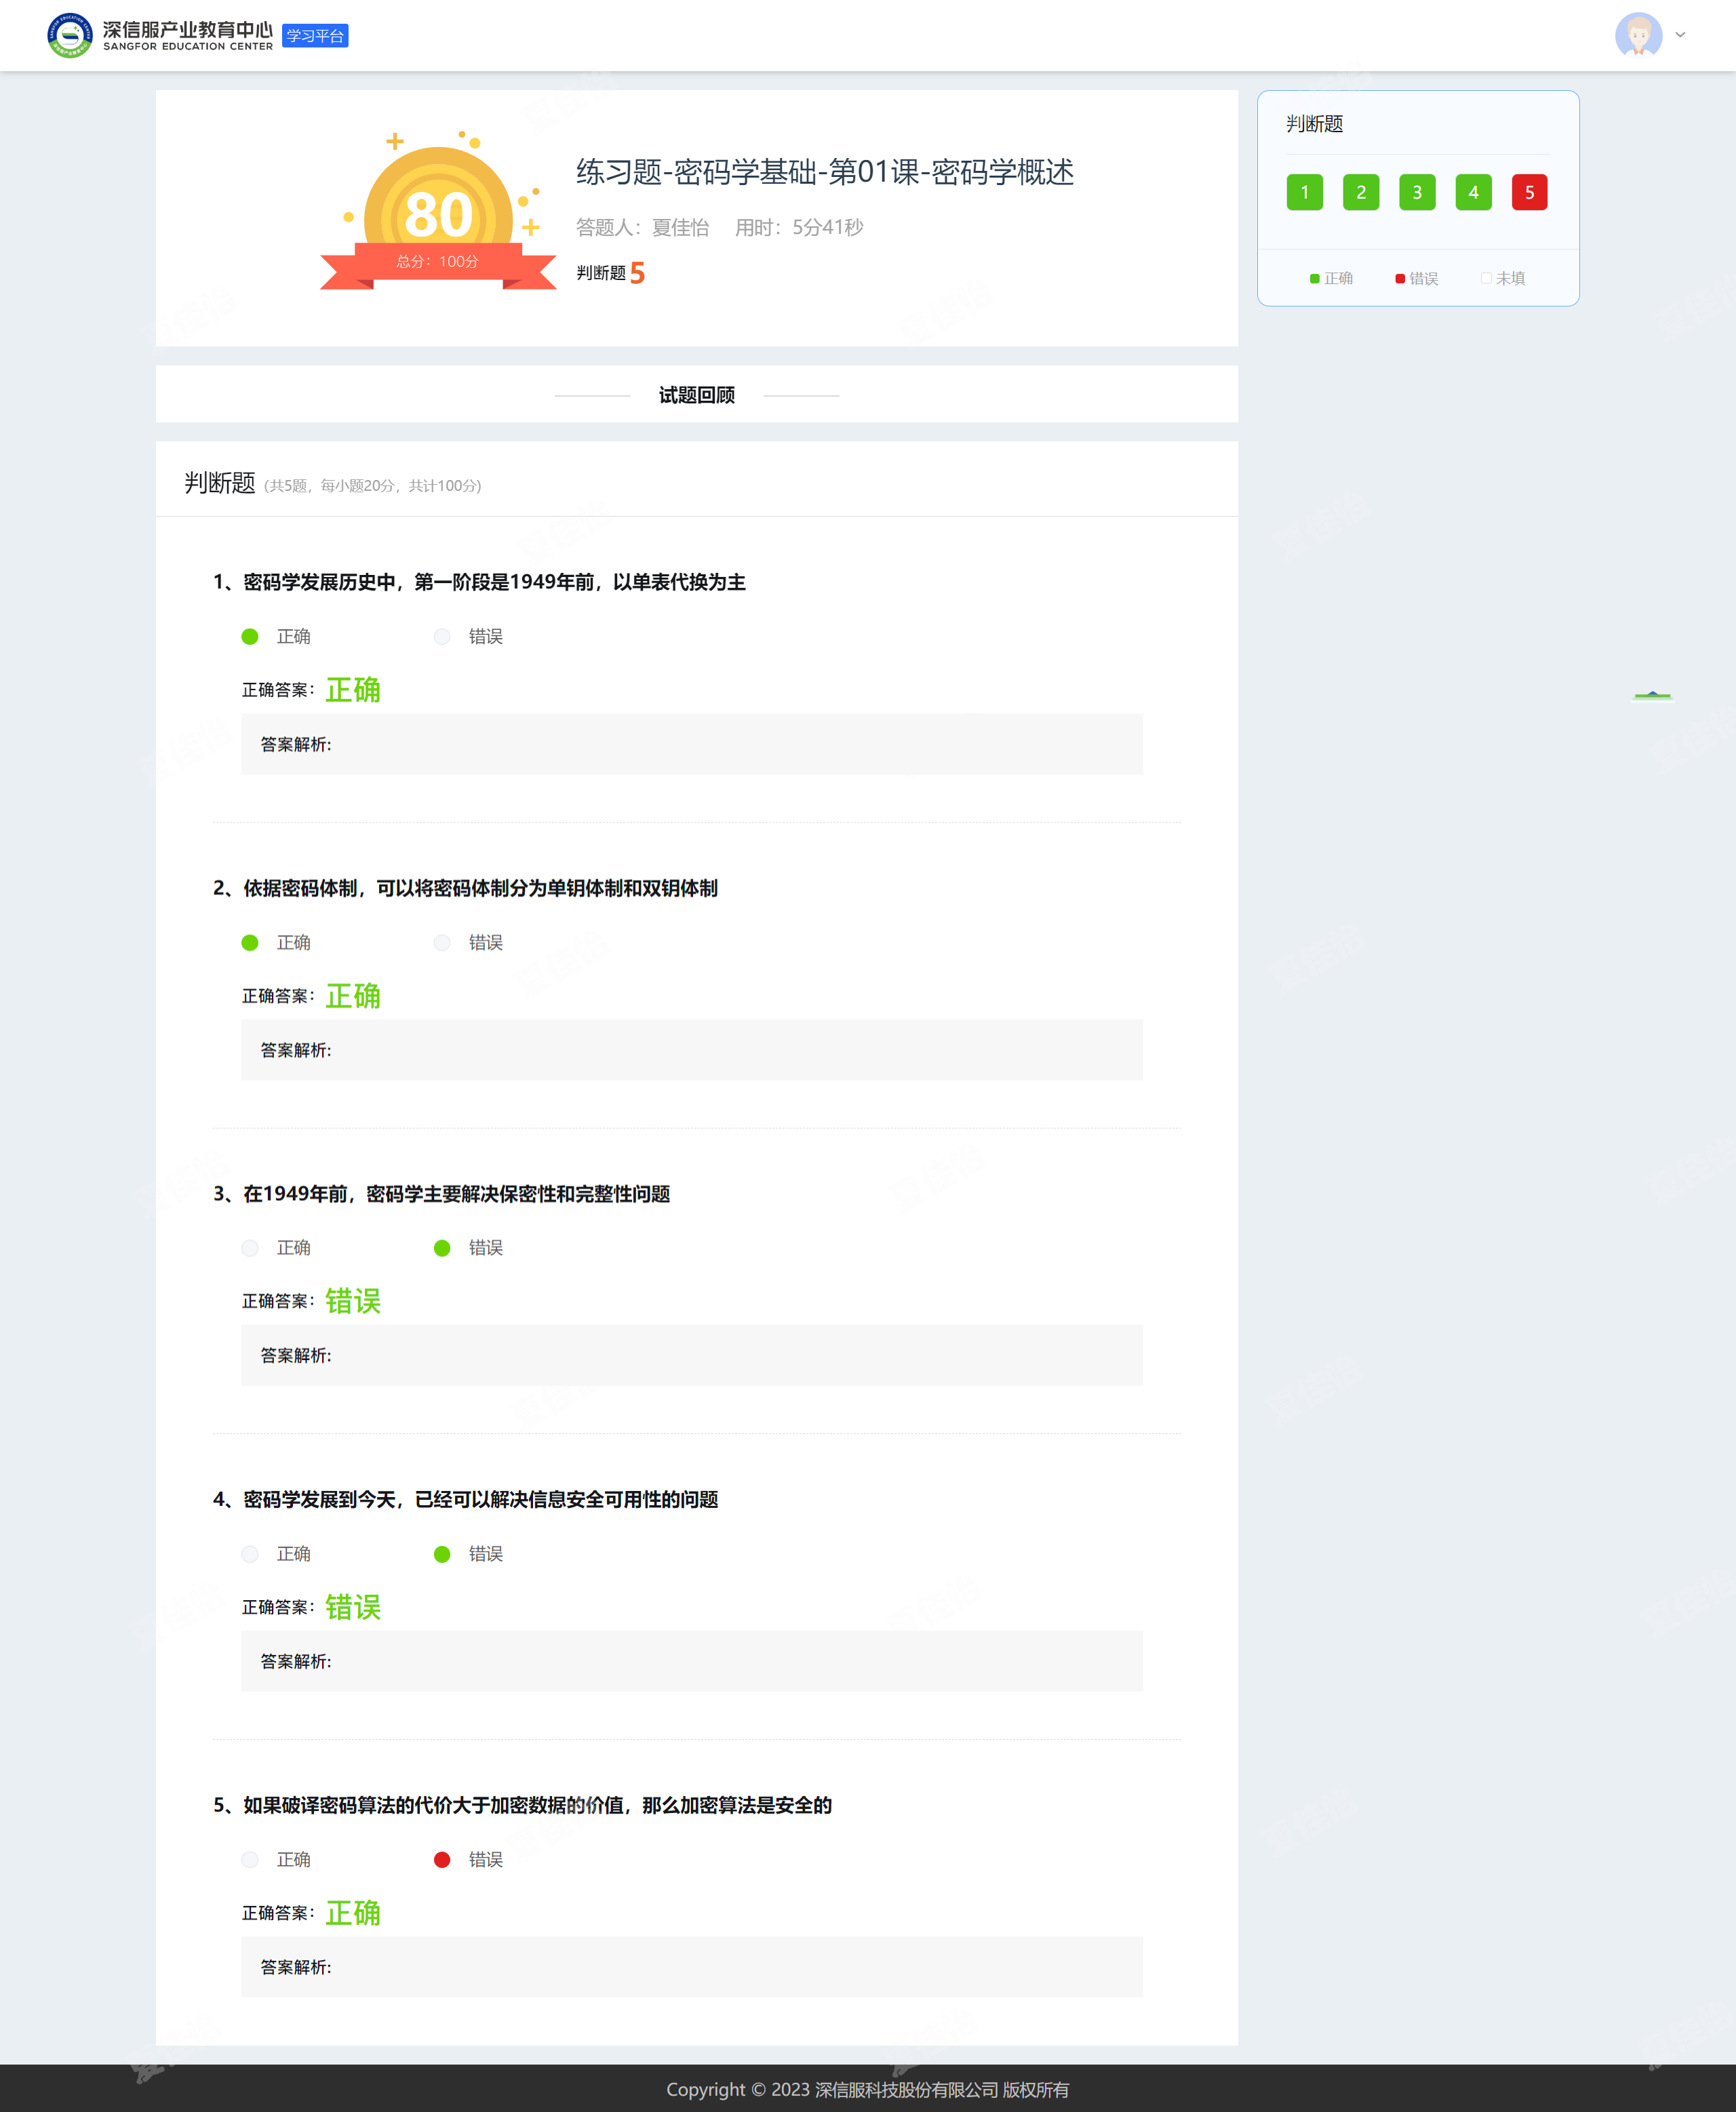 深信服产业教育中心
SANGFOR EDUCATION CENTER
学习平台
80
总分：100分
练习题-密码学基础-第01课-密码学概述
答题人：夏佳怡 用时：5分41秒
判断题 5
判断题
1 2 3 4 5
正确 错误 未填
试题回顾
判断题 (共5题，每小题20分，共计100分)
1、密码学发展历史中，第一阶段是1949年前，以单表代换为主
正确 错误
正确答案：正确
答案解析:
2、依据密码体制，可以将密码体制分为单钥体制和双钥体制
正确 错误
正确答案：正确
答案解析:
3、在1949年前，密码学主要解决保密性和完整性问题
正确 错误
正确答案：错误
答案解析:
4、密码学发展到今天，已经可以解决信息安全可用性的问题
正确 错误
正确答案：错误
答案解析:
5、如果破译密码算法的代价大于加密数据的价值，那么加密算法是安全的
正确 错误
正确答案：正确
答案解析:
Copyright © 2023 深信服科技股份有限公司 版权所有